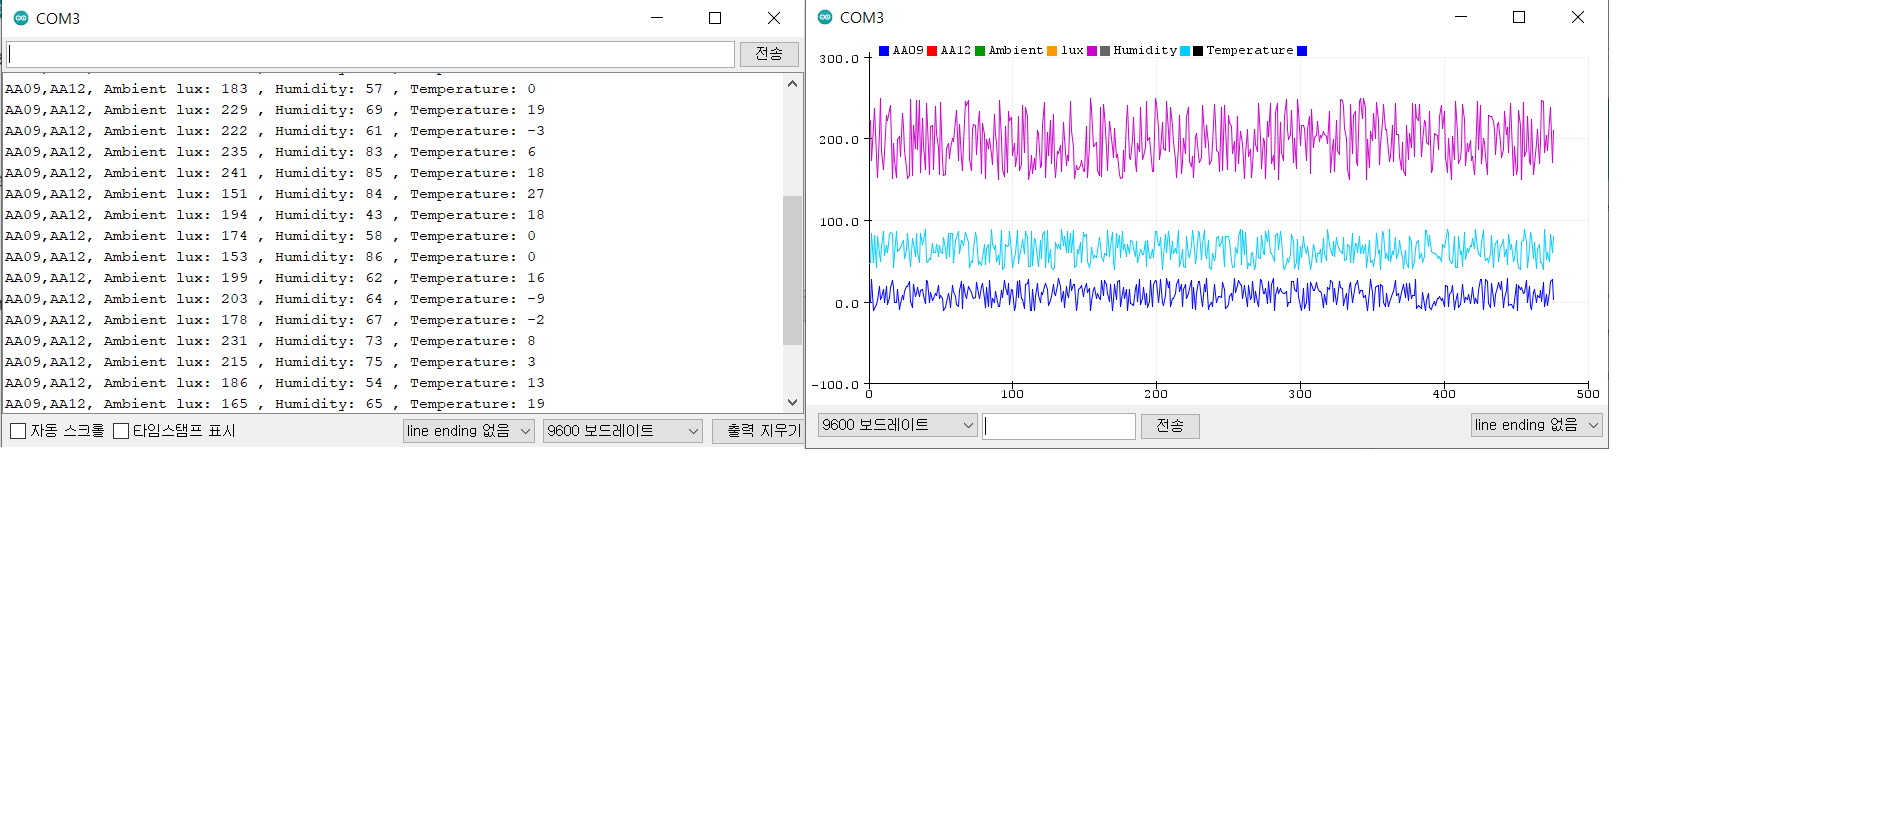 COM3
전송
AA09,AA12, Ambient lux: 183 , Humidity: 57 , Temperature: 0
AA09,AA12, Ambient lux: 229 , Humidity: 69 , Temperature: 19
AA09,AA12, Ambient lux: 222 , Humidity: 61 , Temperature: -3
AA09,AA12, Ambient lux: 235 , Humidity: 83 , Temperature: 6
AA09,AA12, Ambient lux: 241 , Humidity: 85 , Temperature: 18
AA09,AA12, Ambient lux: 151 , Humidity: 84 , Temperature: 27
AA09,AA12, Ambient lux: 194 , Humidity: 43 , Temperature: 18
AA09,AA12, Ambient lux: 174 , Humidity: 58 , Temperature: 0
AA09,AA12, Ambient lux: 153 , Humidity: 86 , Temperature: 0
AA09,AA12, Ambient lux: 199 , Humidity: 62 , Temperature: 16
AA09,AA12, Ambient lux: 203 , Humidity: 64 , Temperature: -9
AA09,AA12, Ambient lux: 178 , Humidity: 67 , Temperature: -2
AA09,AA12, Ambient lux: 231 , Humidity: 73 , Temperature: 8
AA09,AA12, Ambient lux: 215 , Humidity: 75 , Temperature: 3
AA09,AA12, Ambient lux: 186 , Humidity: 54 , Temperature: 13
AA09,AA12, Ambient lux: 165 , Humidity: 65 , Temperature: 19
자동 스크롤 타임스탬프 표시 line ending 없음 9600 보드레이트 출력 지우기
COM3
AA09 AA12 Ambient lux Humidity Temperature
300.0
200.0
100.0
0.0
-100.0
0 100 200 300 400 500
9600 보드레이트 전송 line ending 없음